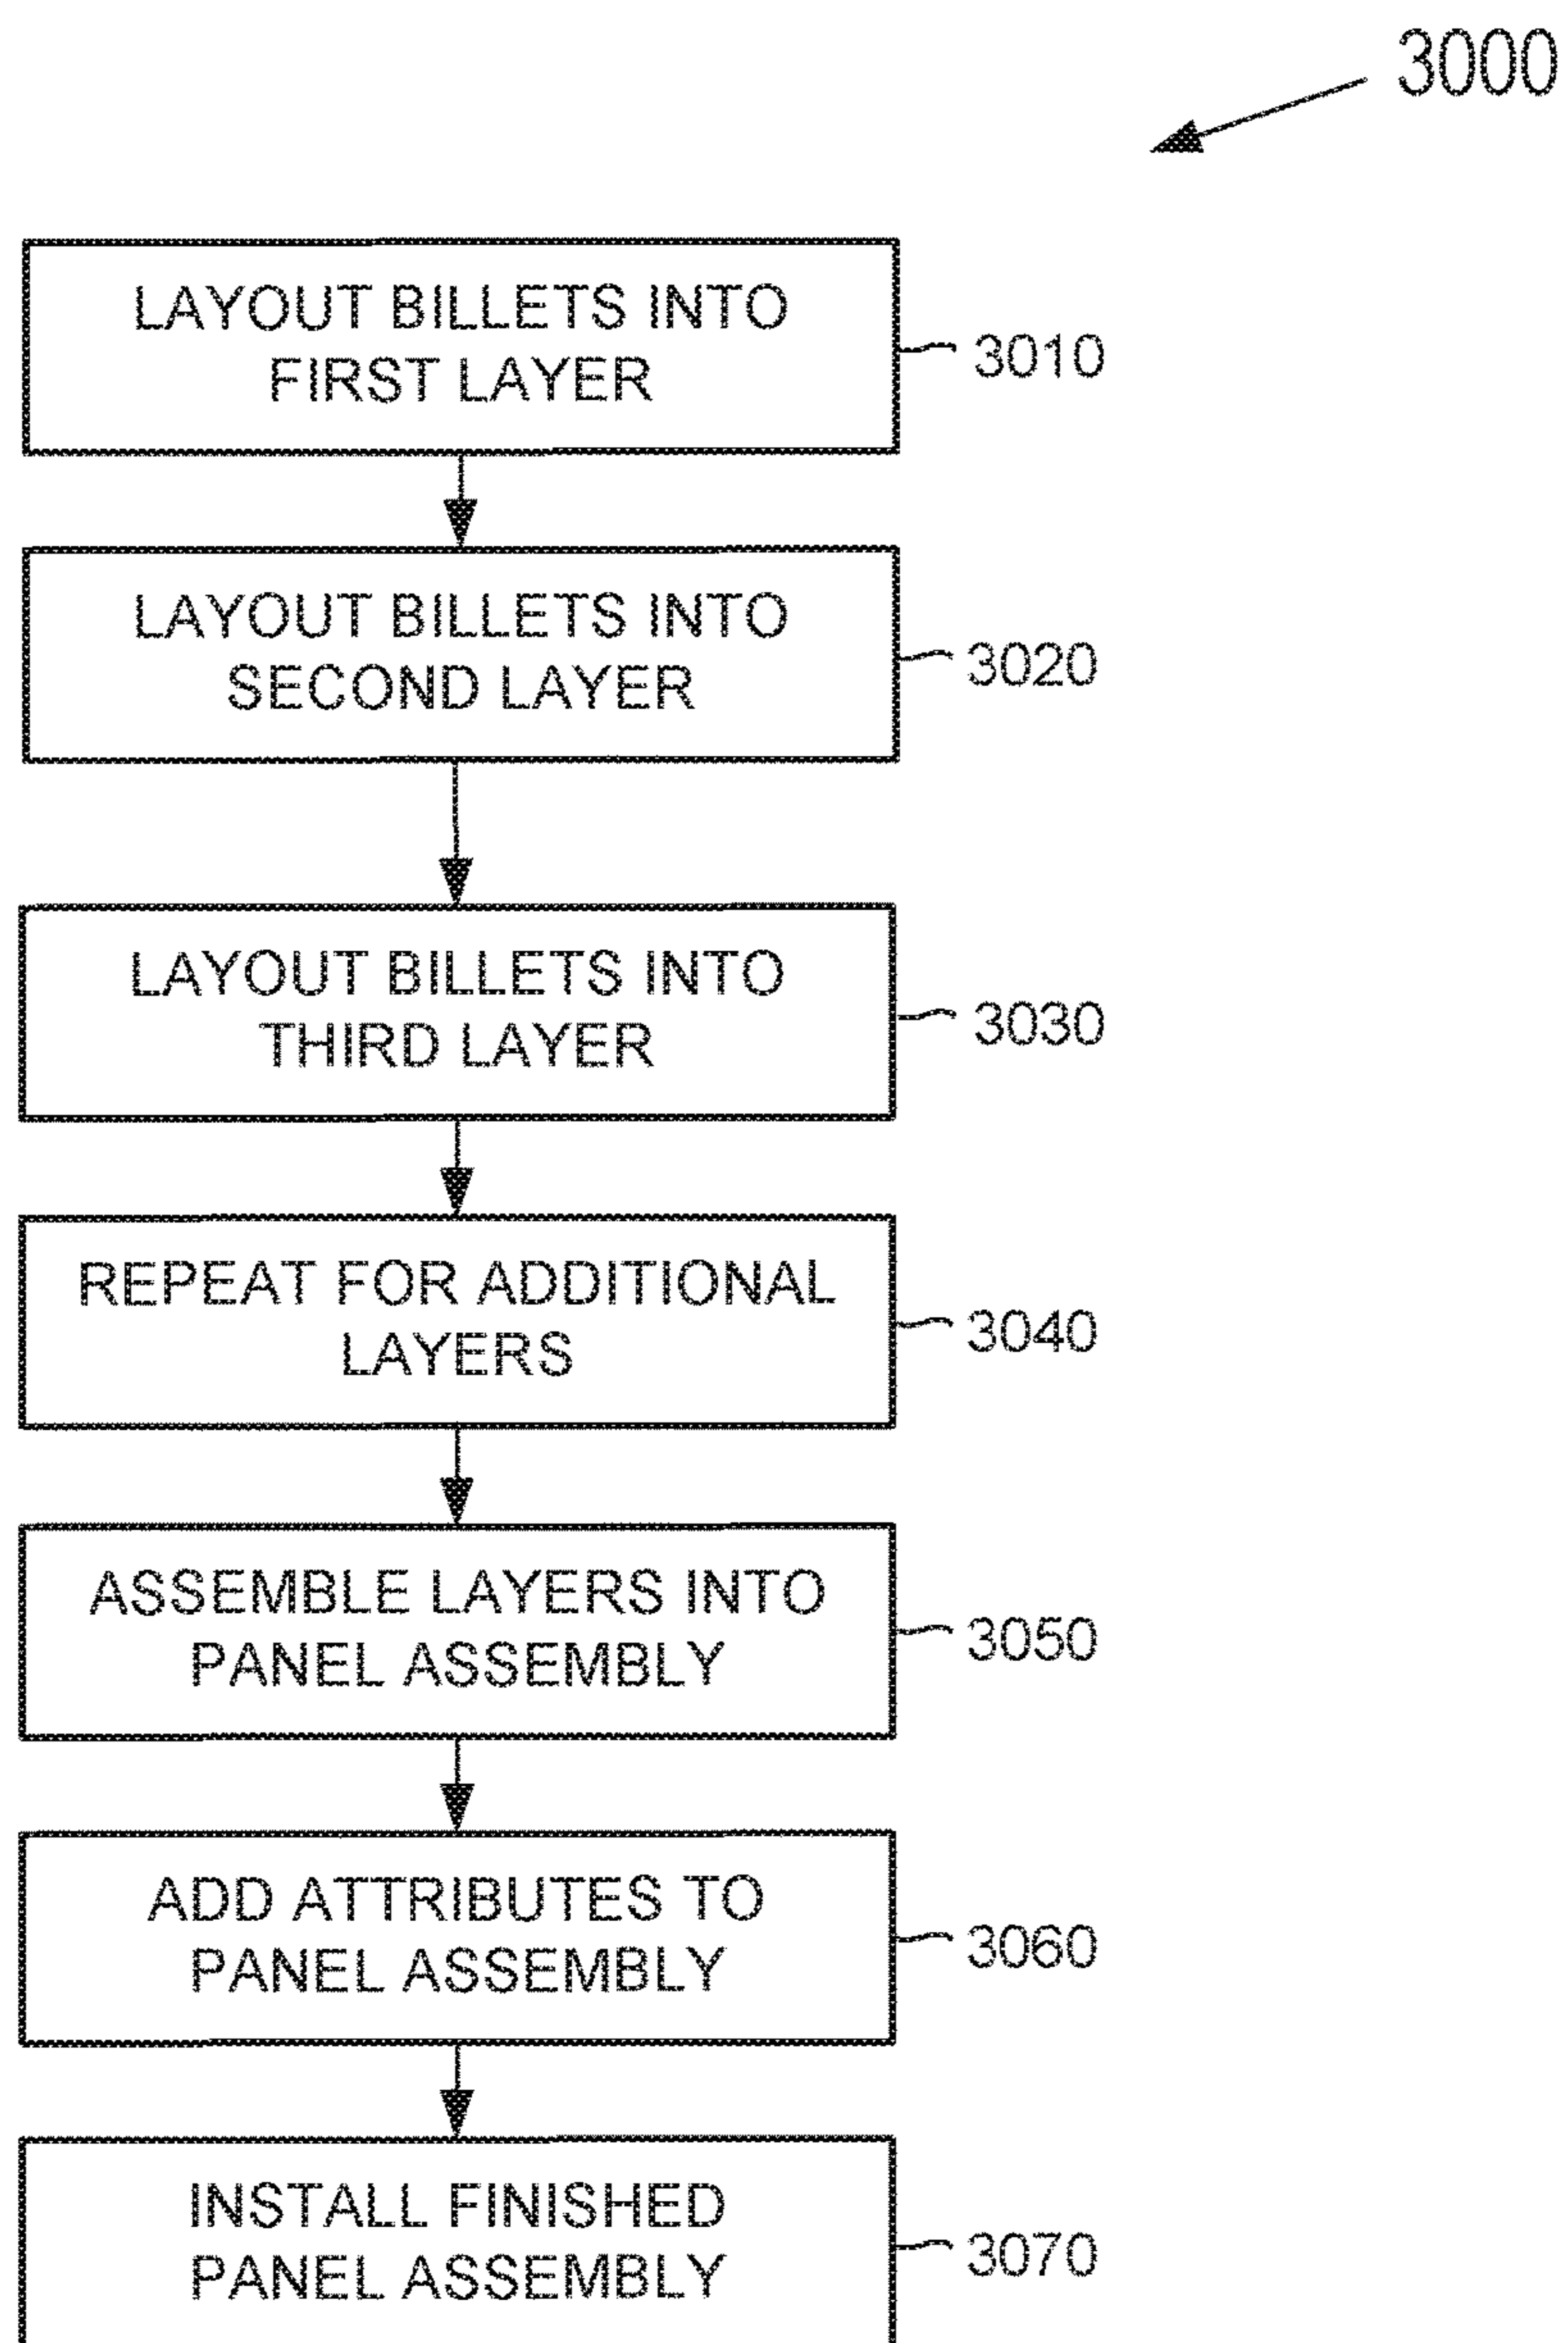 3000
LAYOUT BILLETS INTO
FIRST LAYER
3010
LAYOUT BILLETS INTO
SECOND LAYER
3020
LAYOUT BILLETS INTO
THIRD LAYER
3030
REPEAT FOR ADDITIONAL
LAYERS
3040
ASSEMBLE LAYERS INTO
PANEL ASSEMBLY
3050
ADD ATTRIBUTES TO
PANEL ASSEMBLY
3060
INSTALL FINISHED
PANEL ASSEMBLY
3070